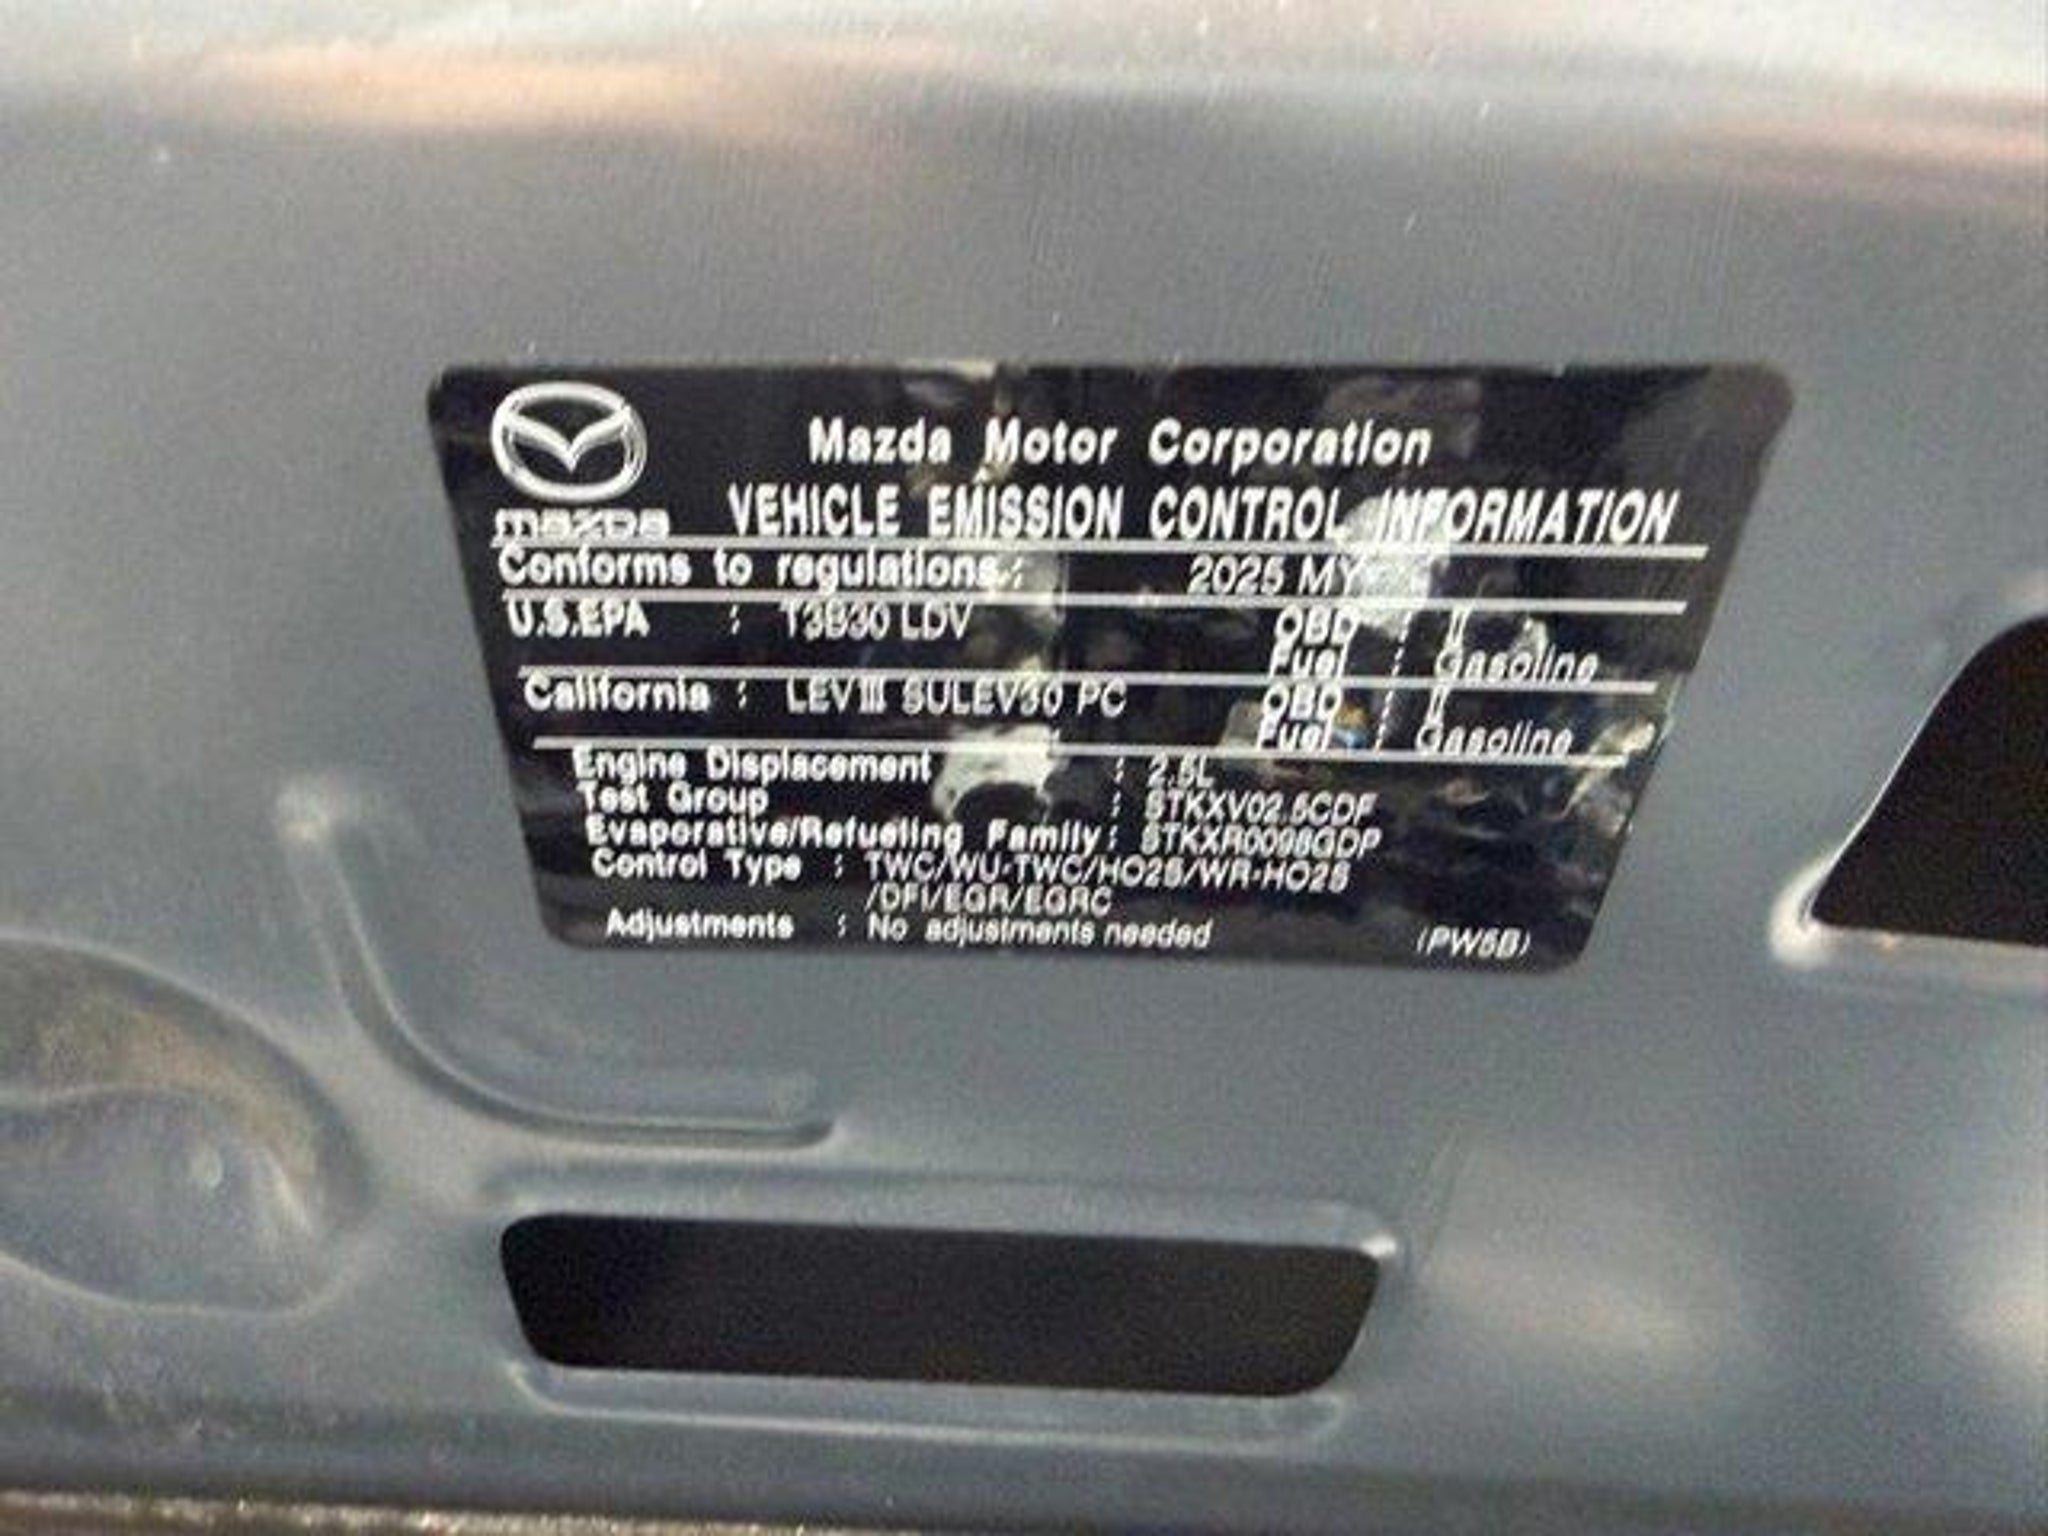 mazda
Mazda Motor Corporation
VEHICLE EMISSION CONTROL INFORMATION
Conforms to regulations : 2025 MY
U.S.EPA : T3B30 LDV OBD : II
Fuel : Gasoline
California : LEVIII SULEV30 PC OBD : II
Fuel : Gasoline
Engine Displacement : 2.5L
Test Group : STKXV02.5CDF
Evaporative/Refueling Family : STKXR0098GDP
Control Type : TWC/WU-TWC/HO2S/WR-HO2S
/DFI/EGR/EGRC
Adjustments : No adjustments needed